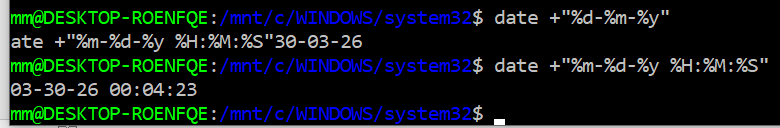 mm@DESKTOP-ROENFQE:/mnt/c/WINDOWS/system32$ date +"%d-%m-%y"
ate +"%m-%d-%y %H:%M:%S"30-03-26
mm@DESKTOP-ROENFQE:/mnt/c/WINDOWS/system32$ date +"%m-%d-%y %H:%M:%S"
03-30-26 00:04:23
mm@DESKTOP-ROENFQE:/mnt/c/WINDOWS/system32$